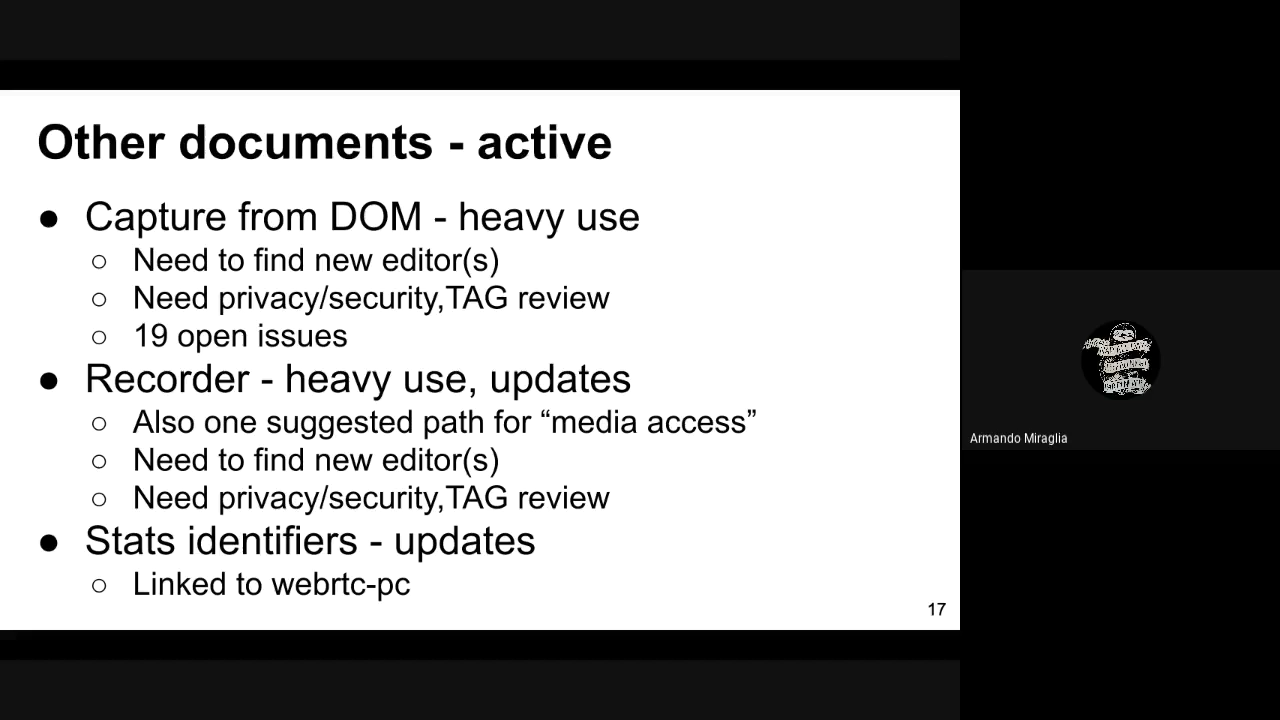 Other documents - active
● Capture from DOM - heavy use
○ Need to find new editor(s)
○ Need privacy/security,TAG review
○ 19 open issues
● Recorder - heavy use, updates
○ Also one suggested path for “media access”
○ Need to find new editor(s)
○ Need privacy/security,TAG review
● Stats identifiers - updates
○ Linked to webrtc-pc
17
Armando Miraglia